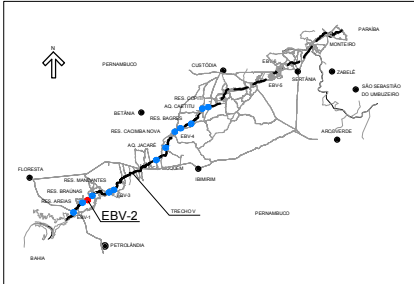 PARAÍBA
MONTEIRO
N
PERNAMBUCO
CUSTÓDIA
EBV-6
SERTÂNIA
ZABELÊ
EBV-5
SÃO SEBASTIÃO
DO UMBUZEIRO
RES. COPITI
AQ. CAETITU
RES. BAGRES
BETÂNIA
EBV-4
RES. CACIMBA NOVA
ARCOVERDE
AQ. JACARÉ
FLORESTA
RES. MANDANTES
IBIMIRIM
RES. BRAÚNAS
EBV-3
RES. AREIAS
EBV-1
EBV-2
TRECHO V
PERNAMBUCO
PETROLÂNDIA
BAHIA